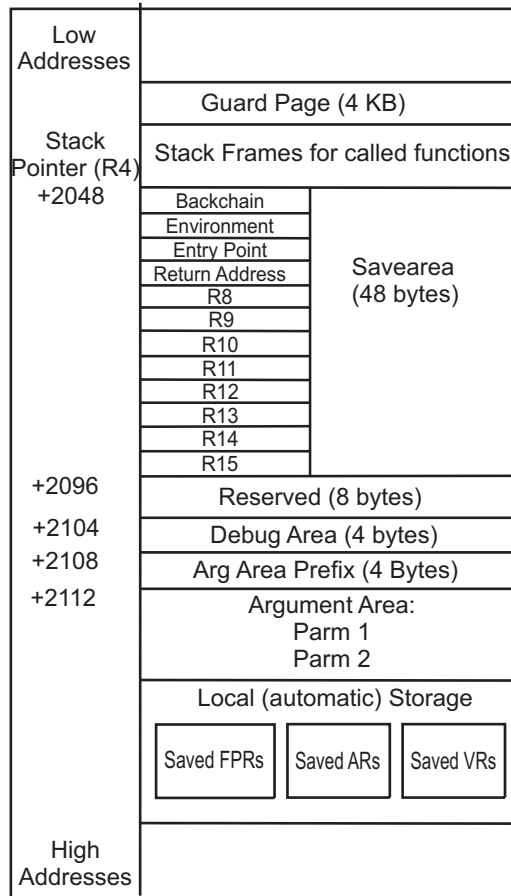 Low
Addresses
Guard Page (4 KB)
Stack
Pointer (R4)
+2048
Stack Frames for called functions
Backchain
Environment
Entry Point
Return Address
R8
R9
R10
R11
R12
R13
R14
R15
Savearea
(48 bytes)
+2096
Reserved (8 bytes)
+2104
Debug Area (4 bytes)
+2108
Arg Area Prefix (4 Bytes)
+2112
Argument Area:
Parm 1
Parm 2
Local (automatic) Storage
Saved FPRs
Saved ARs
Saved VRs
High
Addresses